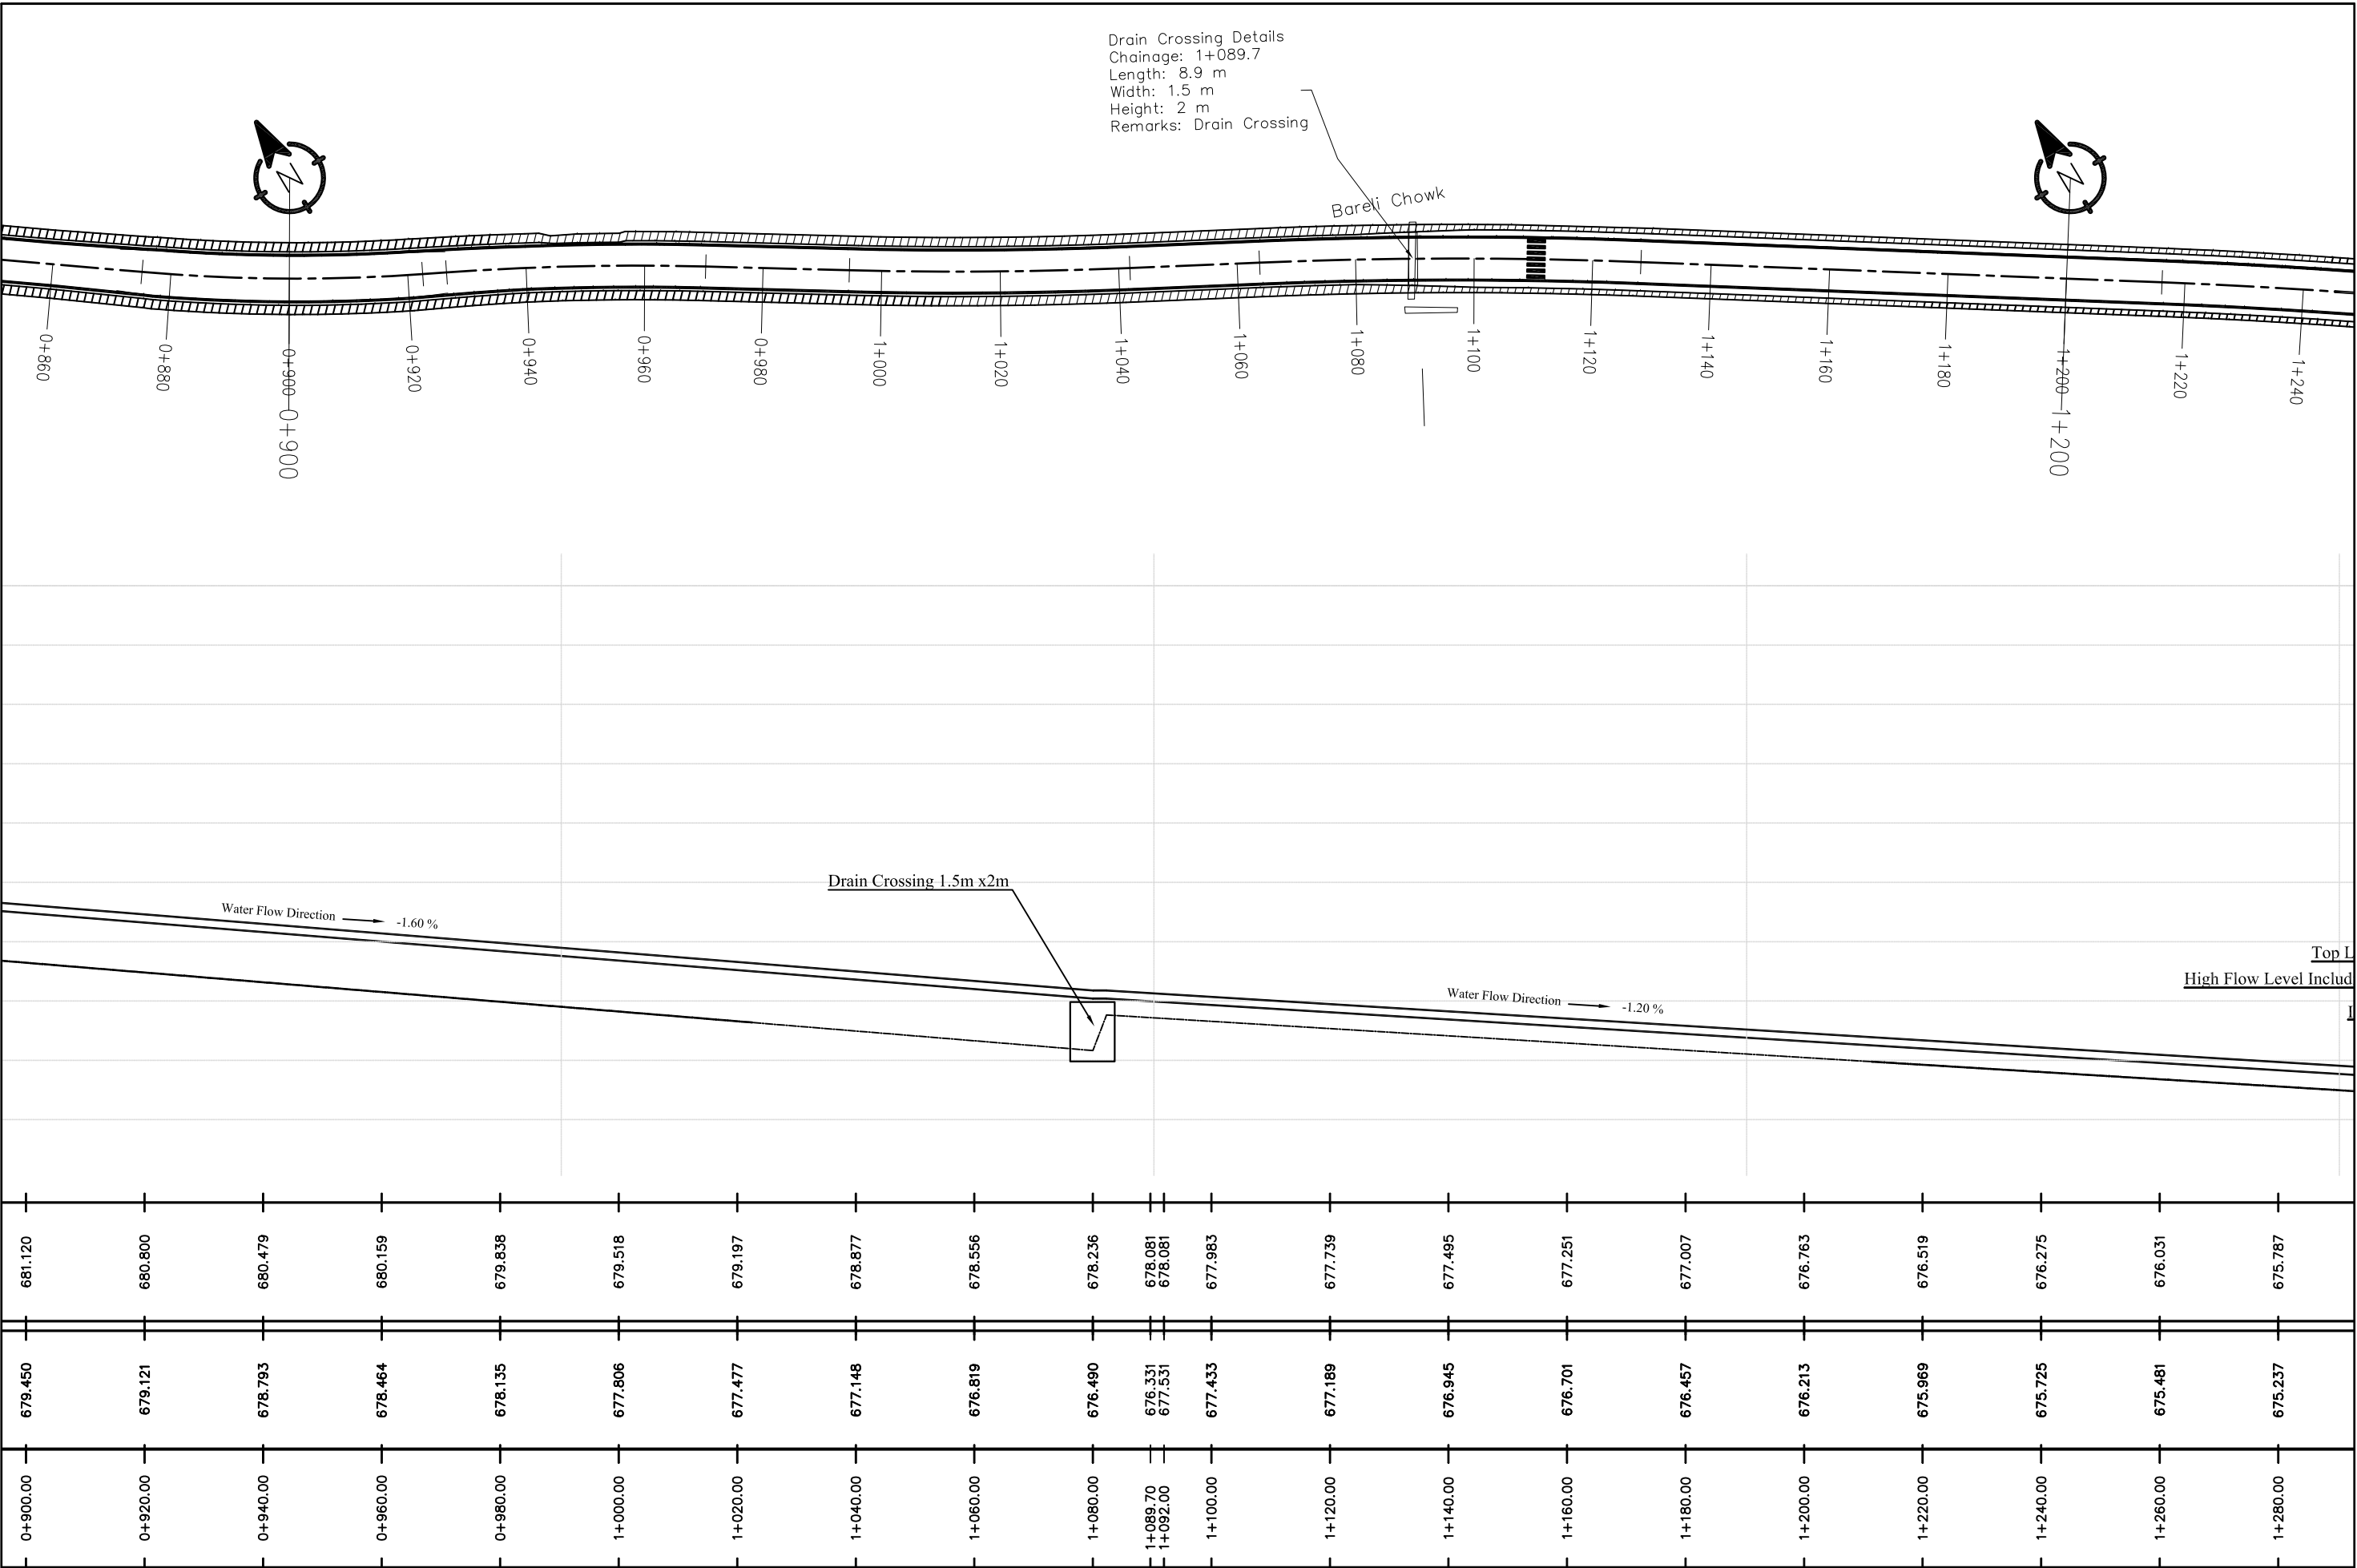 Drain Crossing Details
Chainage: 1+089.7
Length: 8.9 m
Width: 1.5 m
Height: 2 m
Remarks: Drain Crossing
Bareli Chowk
0+860
0+880
0+900
0+920
0+940
0+960
0+980
1+000
1+020
1+040
1+060
1+080
1+100
1+120
1+140
1+160
1+180
1+200
1+220
1+240
0+900
1+200
Drain Crossing 1.5m x2m
Water Flow Direction
-1.60 %
Top L
High Flow Level Includ
Water Flow Direction
-1.20 %
681.120 680.800 680.479 680.159 679.838 679.518 679.197 678.877 678.556 678.236 678.081 678.081 677.983 677.739 677.495 677.251 677.007 676.763 676.519 676.275 676.031 675.787
679.450 679.121 678.793 678.464 678.135 677.806 677.477 677.148 676.819 676.490 676.331 677.531 677.433 677.189 676.945 676.701 676.457 676.213 675.969 675.725 675.481 675.237
0+900.00 0+920.00 0+940.00 0+960.00 0+980.00 1+000.00 1+020.00 1+040.00 1+060.00 1+080.00 1+089.70 1+092.00 1+100.00 1+120.00 1+140.00 1+160.00 1+180.00 1+200.00 1+220.00 1+240.00 1+260.00 1+280.00